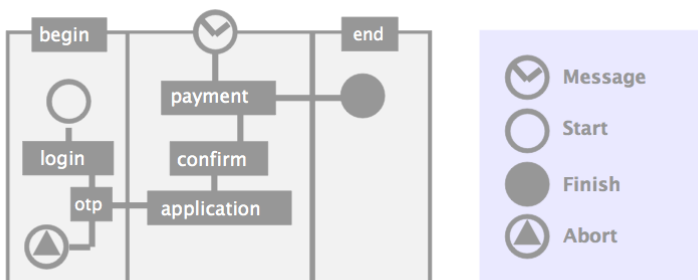 begin
end
payment
login
confirm
otp
application
Message
Start
Finish
Abort